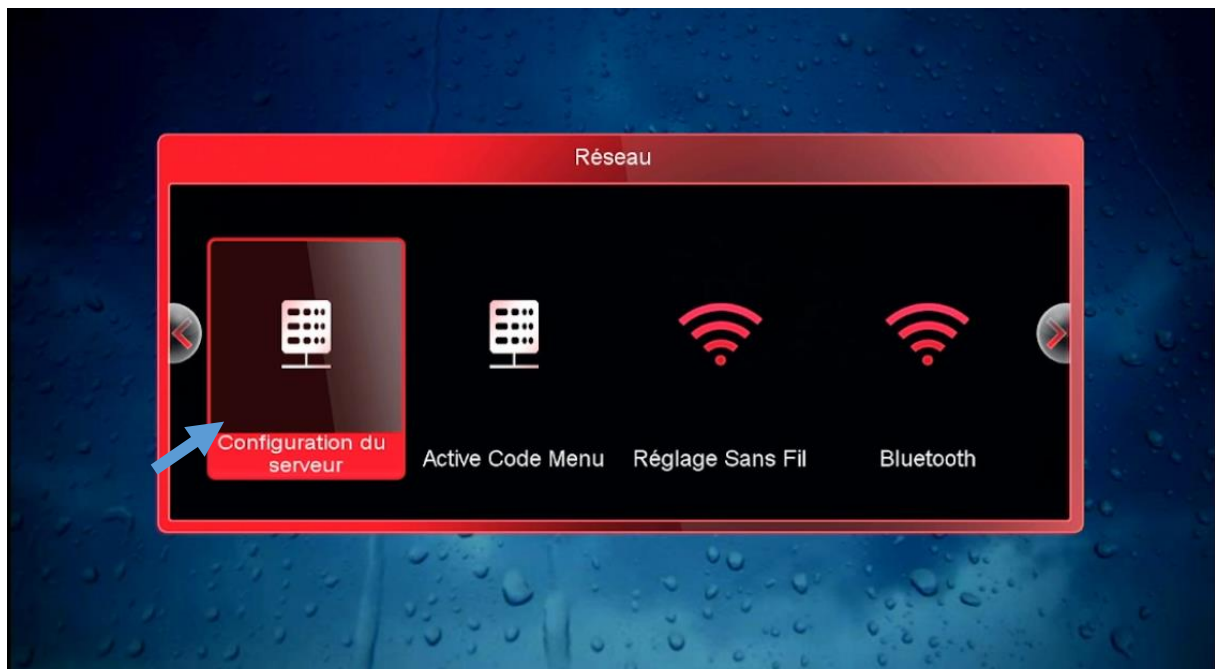 Réseau
Configuration du
serveur
Active Code Menu
Réglage Sans Fil
Bluetooth